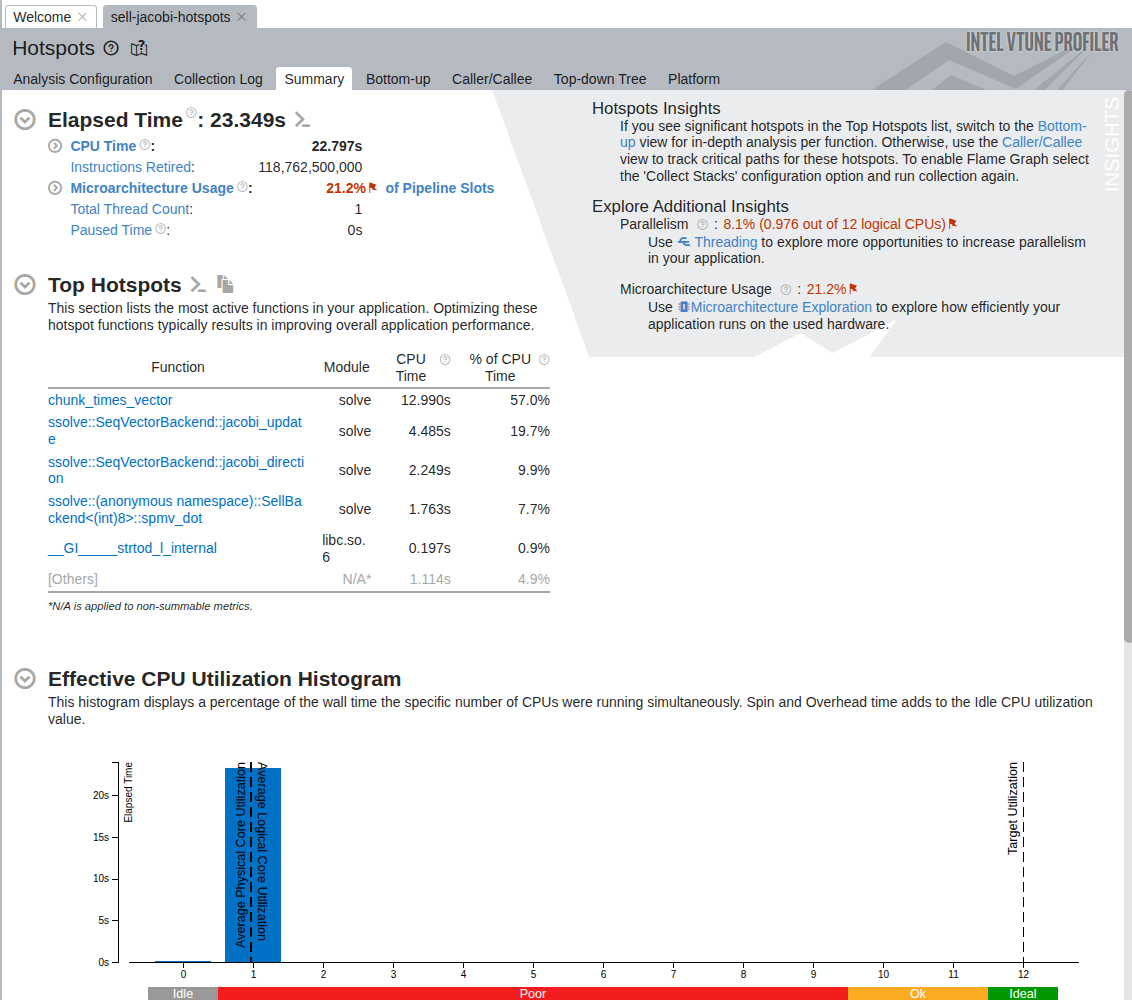 Welcome
sell-jacobi-hotspots
Hotspots
INTEL VTUNE PROFILER
Analysis Configuration Collection Log Summary Bottom-up Caller/Callee Top-down Tree Platform
Elapsed Time : 23.349s
CPU Time : 22.797s
Instructions Retired: 118,762,500,000
Microarchitecture Usage : 21.2% of Pipeline Slots
Total Thread Count: 1
Paused Time : 0s
Top Hotspots
This section lists the most active functions in your application. Optimizing these
hotspot functions typically results in improving overall application performance.
Function Module CPU Time % of CPU Time
chunk_times_vector solve 12.990s 57.0%
ssolve::SeqVectorBackend::jacobi_updat
e solve 4.485s 19.7%
ssolve::SeqVectorBackend::jacobi_directi
on solve 2.249s 9.9%
ssolve::(anonymous namespace)::SellBa
ckend<(int)8>::spmv_dot solve 1.763s 7.7%
__GI_____strtod_l_internal libc.so.6 0.197s 0.9%
[Others] N/A* 1.114s 4.9%
*N/A is applied to non-summable metrics.
Hotspots Insights
If you see significant hotspots in the Top Hotspots list, switch to the Bottom-
up view for in-depth analysis per function. Otherwise, use the Caller/Callee
view to track critical paths for these hotspots. To enable Flame Graph select
the 'Collect Stacks' configuration option and run collection again.
Explore Additional Insights
Parallelism : 8.1% (0.976 out of 12 logical CPUs)
Use Threading to explore more opportunities to increase parallelism
in your application.
Microarchitecture Usage : 21.2%
Use Microarchitecture Exploration to explore how efficiently your
application runs on the used hardware.
INSIGHTS
Effective CPU Utilization Histogram
This histogram displays a percentage of the wall time the specific number of CPUs were running simultaneously. Spin and Overhead time adds to the Idle CPU utilization
value.
Elapsed Time
20s
15s
10s
5s
0s
Average Physical Core Utilization
Average Logical Core Utilization
Target Utilization
0 1 2 3 4 5 6 7 8 9 10 11 12
Idle Poor Ok Ideal